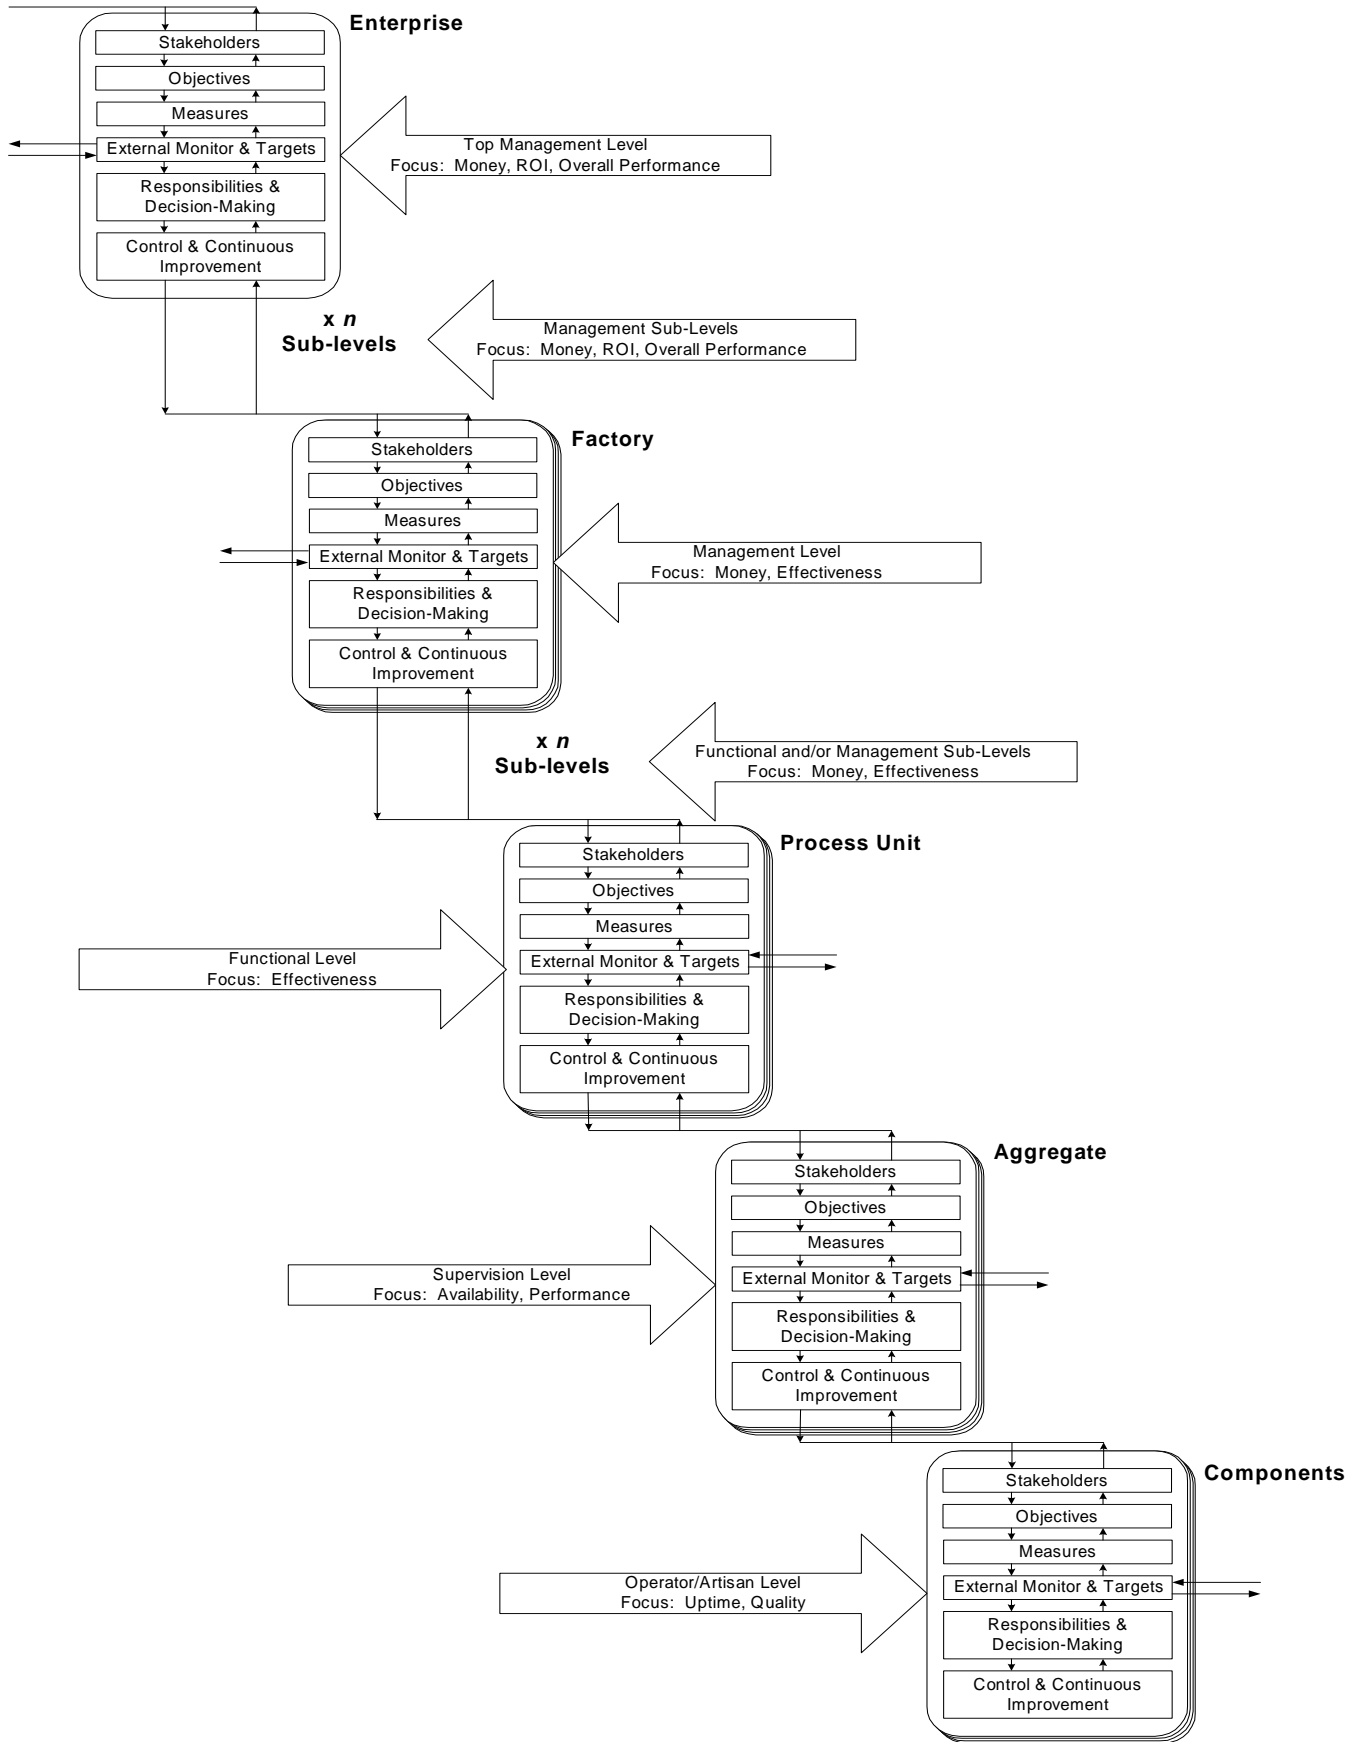 Enterprise
Stakeholders
Objectives
Measures
External Monitor & Targets
Responsibilities &
Decision-Making
Control & Continuous
Improvement
Top Management Level
Focus: Money, ROI, Overall Performance
x n
Sub-levels
Management Sub-Levels
Focus: Money, ROI, Overall Performance
Factory
Stakeholders
Objectives
Measures
External Monitor & Targets
Responsibilities &
Decision-Making
Control & Continuous
Improvement
Management Level
Focus: Money, Effectiveness
x n
Sub-levels
Functional and/or Management Sub-Levels
Focus: Money, Effectiveness
Process Unit
Stakeholders
Objectives
Measures
External Monitor & Targets
Responsibilities &
Decision-Making
Control & Continuous
Improvement
Functional Level
Focus: Effectiveness
Aggregate
Stakeholders
Objectives
Measures
External Monitor & Targets
Responsibilities &
Decision-Making
Control & Continuous
Improvement
Supervision Level
Focus: Availability, Performance
Components
Stakeholders
Objectives
Measures
External Monitor & Targets
Responsibilities &
Decision-Making
Control & Continuous
Improvement
Operator/Artisan Level
Focus: Uptime, Quality